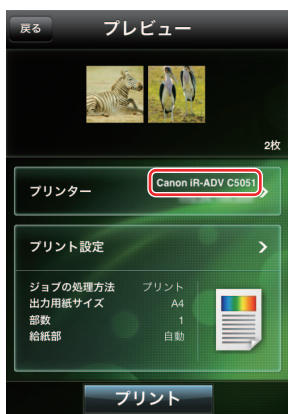 戻る プレビュー
2枚
プリンター Canon iR-ADV C5051
プリント設定
ジョブの処理方法 プリント
出力用紙サイズ A4
部数 1
給紙部 自動
プリント